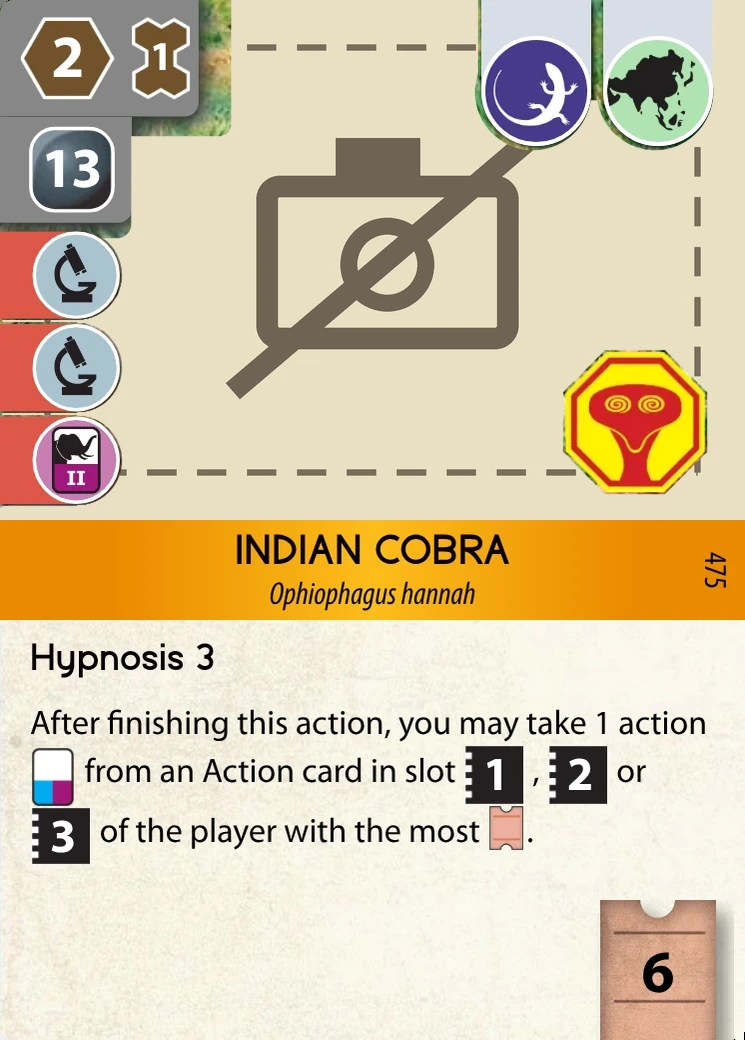 2 1
13
II
INDIAN COBRA
Ophiophagus hannah
475
Hypnosis 3
After finishing this action, you may take 1 action
from an Action card in slot 1 , 2 or
3 of the player with the most .
6